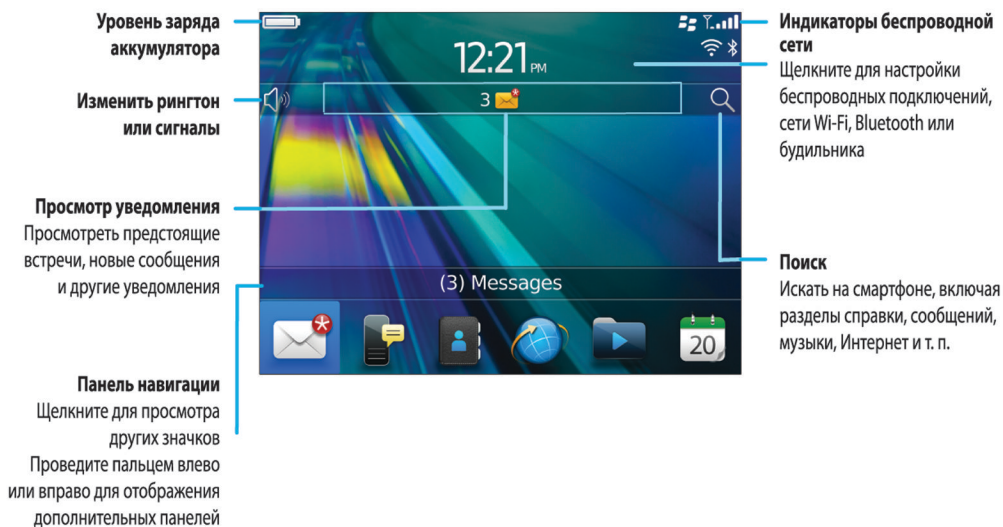 Уровень заряда
аккумулятора
Изменить рингтон
или сигналы
Просмотр уведомления
Просмотреть предстоящие
встречи, новые сообщения
и другие уведомления
Панель навигации
Щелкните для просмотра
других значков
Проведите пальцем влево
или вправо для отображения
дополнительных панелей
12:21 PM
3
(3) Messages
20
Индикаторы беспроводной
сети
Щелкните для настройки
беспроводных подключений,
сети Wi-Fi, Bluetooth или
будильника
Поиск
Искать на смартфоне, включая
разделы справки, сообщений,
музыки, Интернет и т. п.